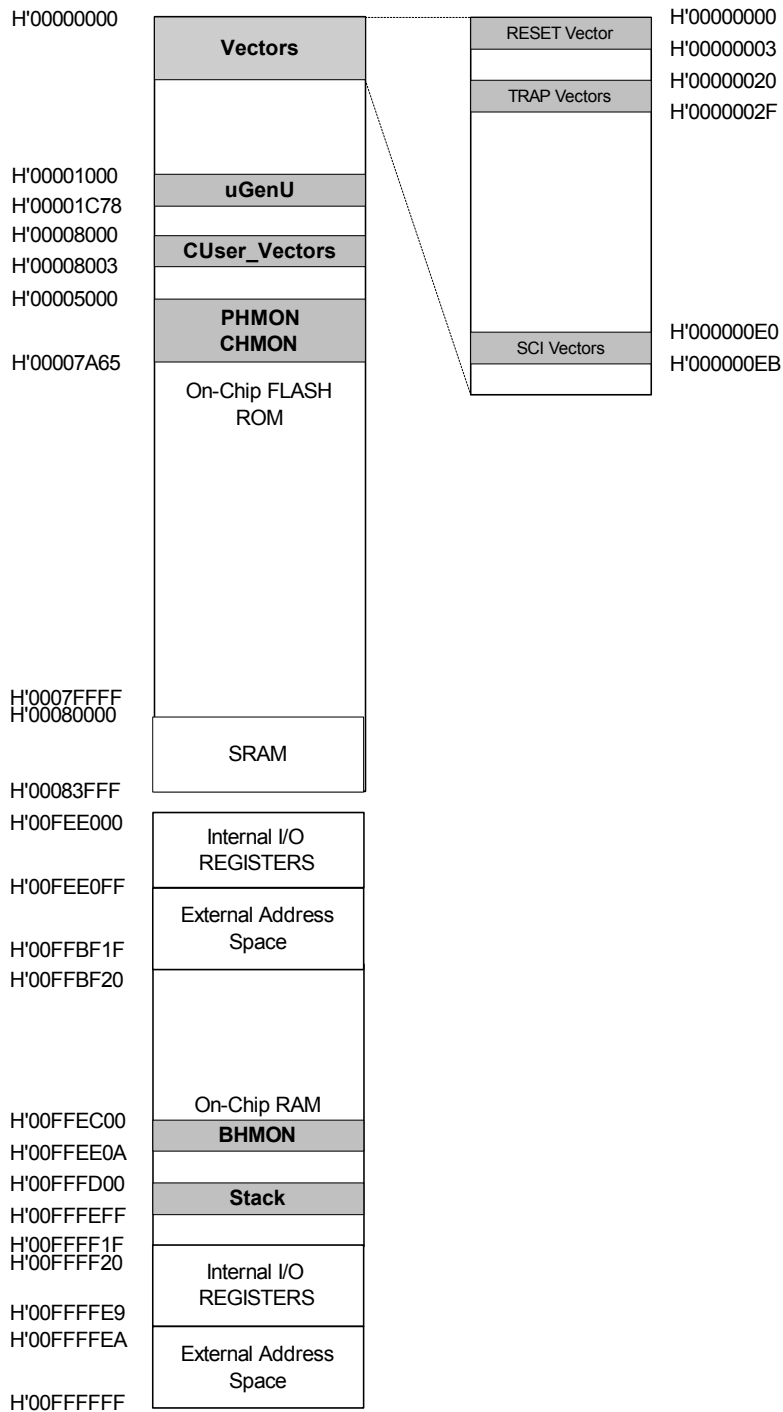 H'00000000
Vectors
H'00001000
uGenU
H'00001C78
H'00008000
CUser_Vectors
H'00008003
H'00005000
PHMON
CHMON
H'00007A65
On-Chip FLASH
ROM
H'0007FFFF
H'00080000
SRAM
H'00083FFF
H'00FEE000
Internal I/O
REGISTERS
H'00FEE0FF
External Address
Space
H'00FFBF1F
H'00FFBF20
On-Chip RAM
H'00FFEC00
BHMON
H'00FFEE0A
H'00FFFD00
Stack
H'00FFFEFF
H'00FFFF1F
H'00FFFF20
Internal I/O
REGISTERS
H'00FFFFE9
H'00FFFFEA
External Address
Space
H'00FFFFFF
H'00000000
RESET Vector
H'00000003
H'00000020
TRAP Vectors
H'0000002F
H'000000E0
SCI Vectors
H'000000EB